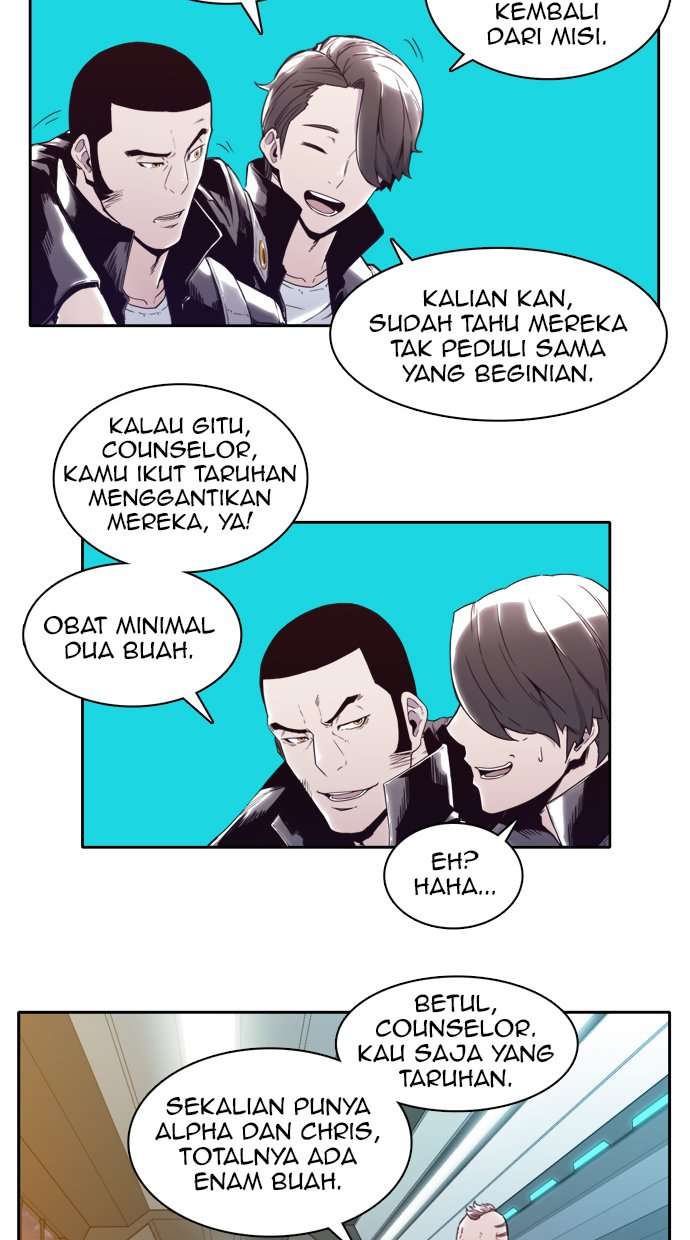 KEMBALI
DARI MISI.
KALIAN KAN,
SUDAH TAHU MEREKA
TAK PEDULI SAMA
YANG BEGINIAN.
KALAU GITU,
COUNSELOR,
KAMU IKUT TARUHAN
MENGGANTIKAN
MEREKA, YA!
OBAT MINIMAL
DUA BUAH.
EH?
HAHA...
BETUL,
COUNSELOR.
KAU SAJA YANG
TARUHAN.
SEKALIAN PUNYA
ALPHA DAN CHRIS,
TOTALNYA ADA
ENAM BUAH.